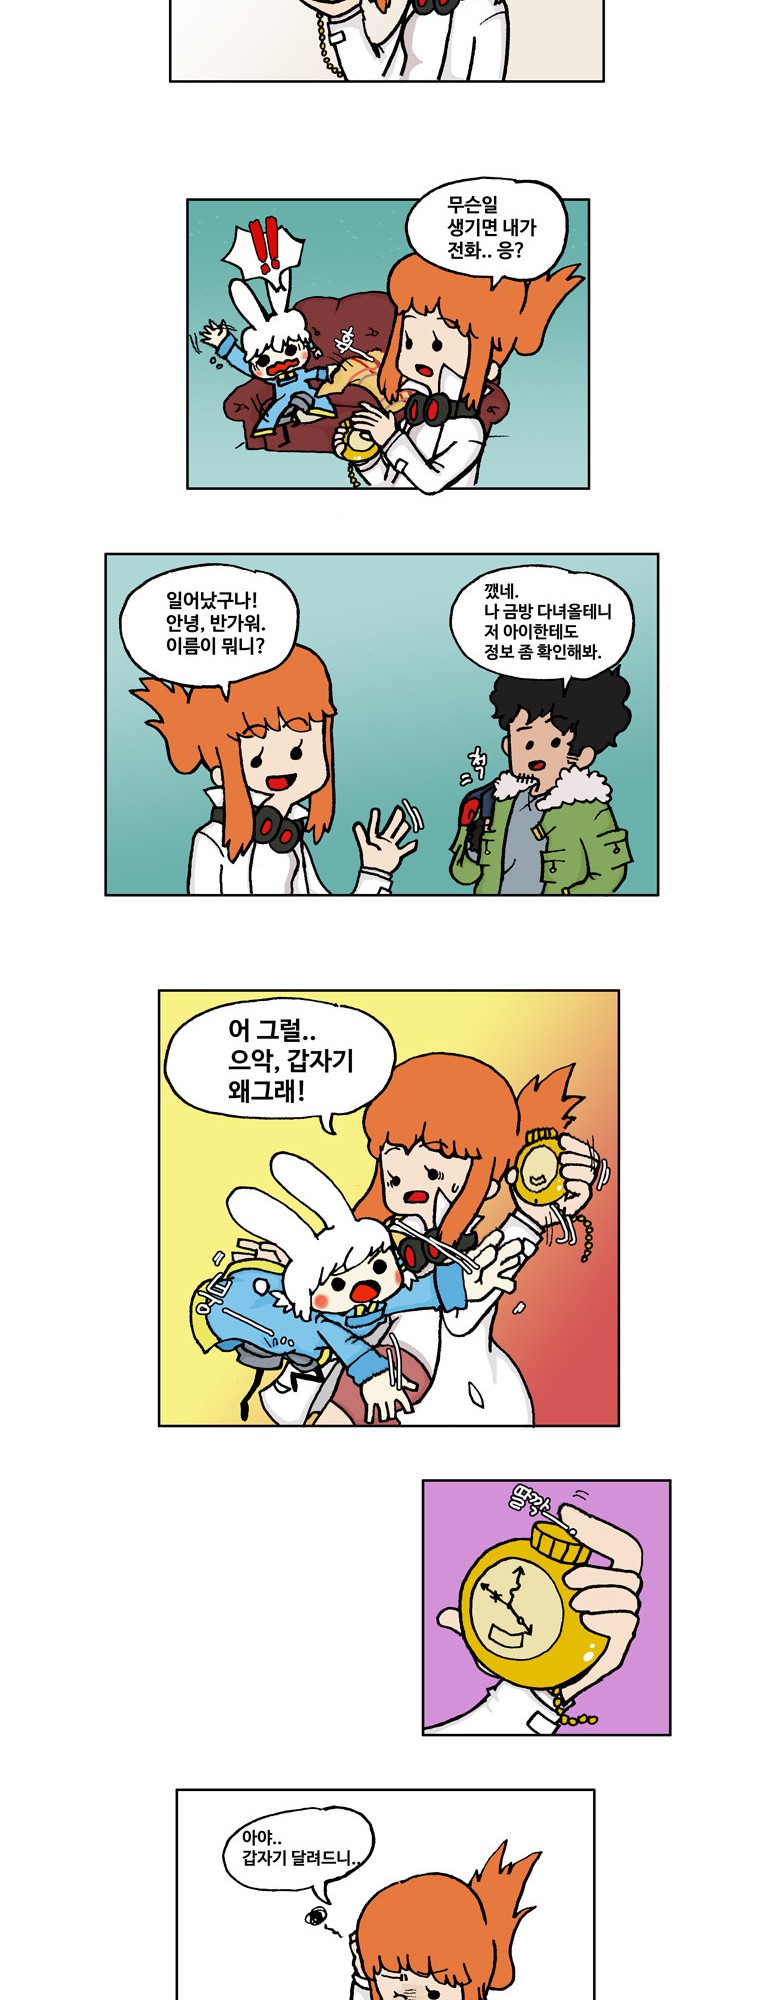 무슨일
생기면 내가
전화.. 응?
!!
일어났구나!
안녕, 반가워.
이름이 뭐니?
깼네.
나 금방 다녀올테니
저 아이한테도
정보 좀 확인해봐.
척
어 그럴..
으악, 갑자기
왜그래!
딸깍
아야..
갑자기 달려드니..